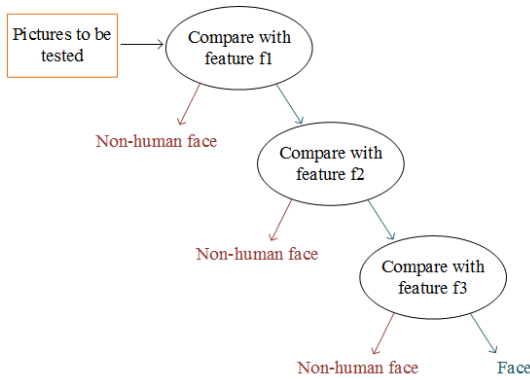 Pictures to be
tested
Compare with
feature f1
Non-human face
Compare with
feature f2
Non-human face
Compare with
feature f3
Non-human face
Face